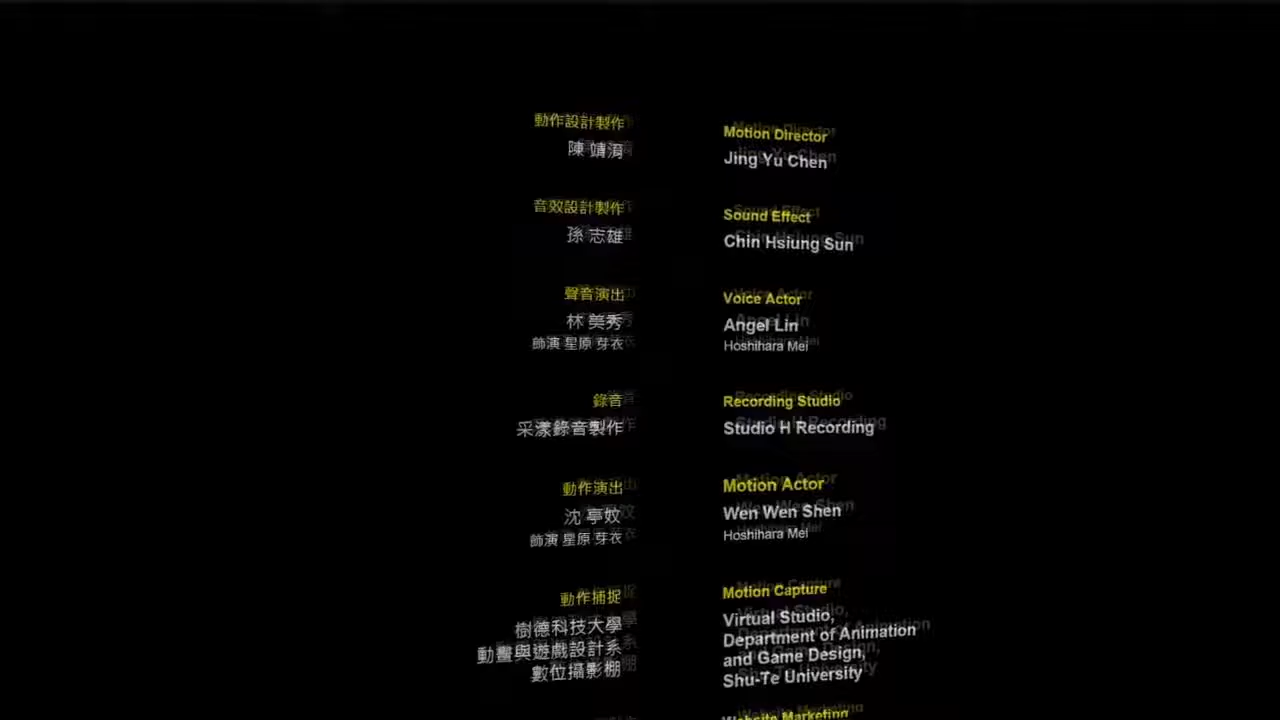 動作設計製作
陳 靖涓
Motion Director
Jing Yu Chen
音效設計製作
孫 志雄
Sound Effect
Chin Hsiung Sun
聲音演出
林 美秀
飾演 星原 芽衣
Voice Actor
Angel Lin
Hoshihara Mei
錄音
采漾錄音製作
Recording Studio
Studio H Recording
動作演出
沈 葶妏
飾演 星原 芽衣
Motion Actor
Wen Wen Shen
Hoshihara Mei
動作捕捉
樹德科技大學
動畫與遊戲設計系
數位攝影棚
Motion Capture
Virtual Studio,
Department of Animation
and Game Design,
Shu-Te University
Website Marketing